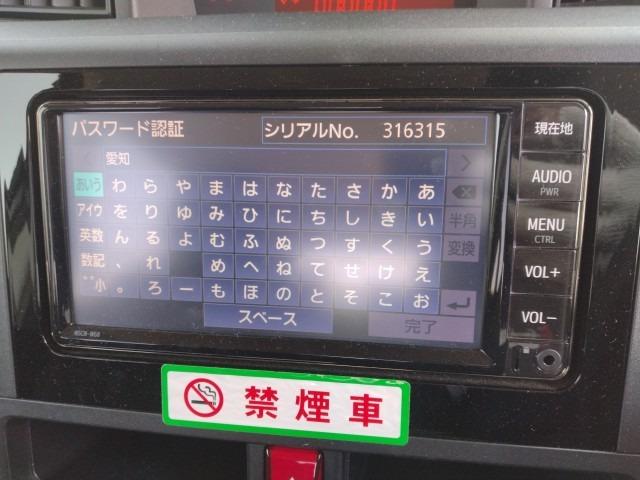 パスワード認証 シリアルNo. 316315
愛知
あいう わ ら や ま は な た さ か あ
アイウ を り ゆ み ひ に ち し き い 半角
英数 ん る よ む ふ ぬ つ す く う 変換
数記 、 れ め へ ね て せ け え
゛゜小 。 ろ ー も ほ の と そ こ お
スペース 完了
NSCN-W68
現在地
AUDIO
PWR
MENU
CTRL
VOL+
VOL−
禁煙車